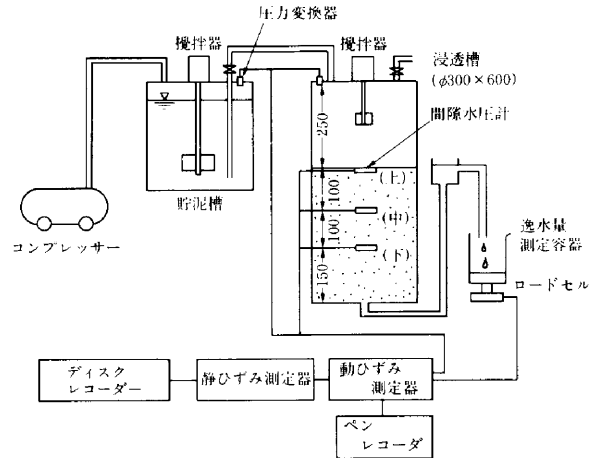 圧力変換器
攪拌器
攪拌器
浸透槽
(φ300×600)
250
間隙水圧計
(上)
100
(中)
100
(下)
150
貯泥槽
コンプレッサー
逸水量
測定容器
ロードセル
ディスク
レコーダー
静ひずみ測定器
動ひずみ
測定器
ペン
レコーダ